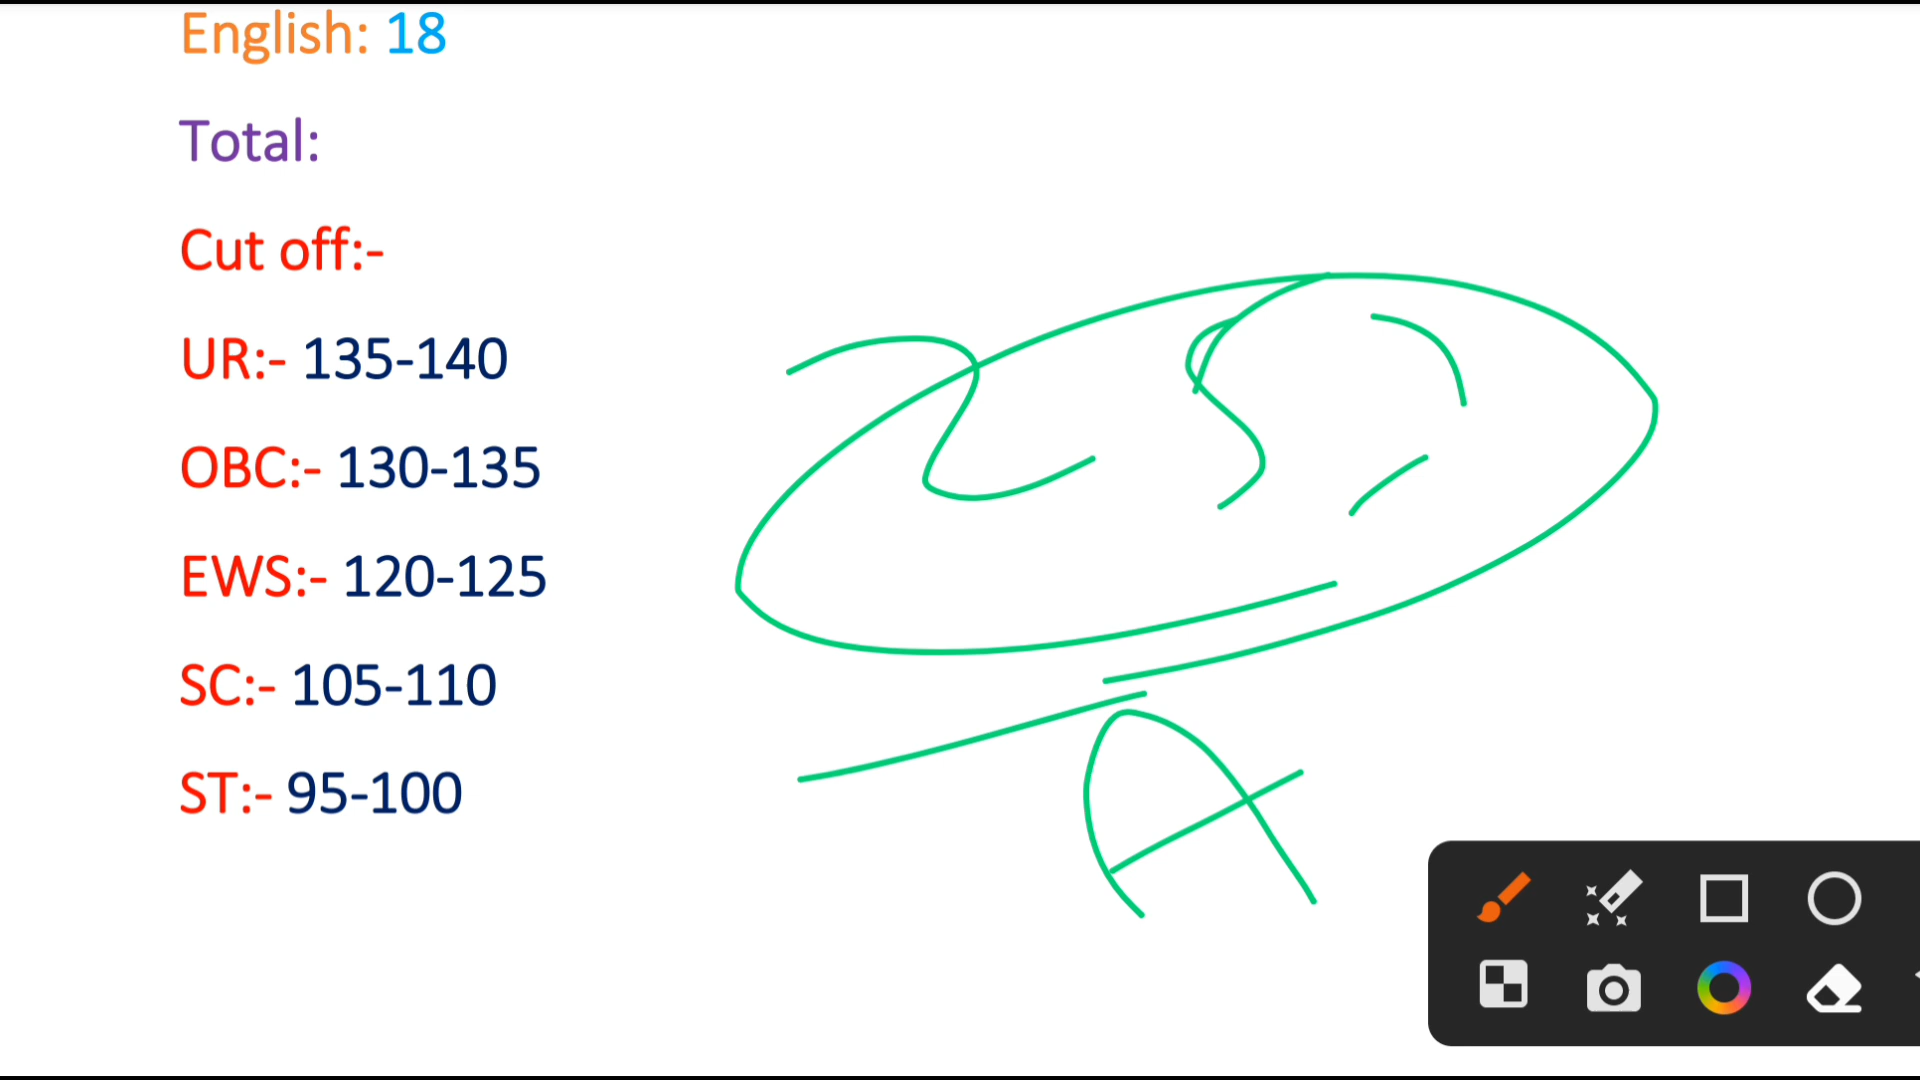 English: 18
Total:
Cut off:-
UR:- 135-140
OBC:- 130-135
EWS:- 120-125
SC:- 105-110
ST:- 95-100